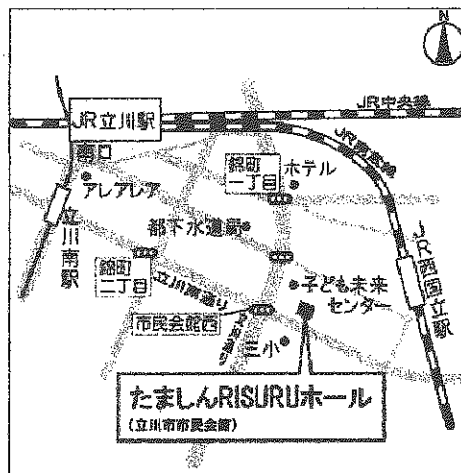 N
JR中央線
JR立川駅
JR南武線
南口
アレアレア
錦町
一丁目
ホテル
立川南駅
都下水道局
JR西国立駅
錦町
二丁目
立川南通り
子ども未来
センター
市民会館西
三小
たましんRISURUホール
(立川市市民会館)